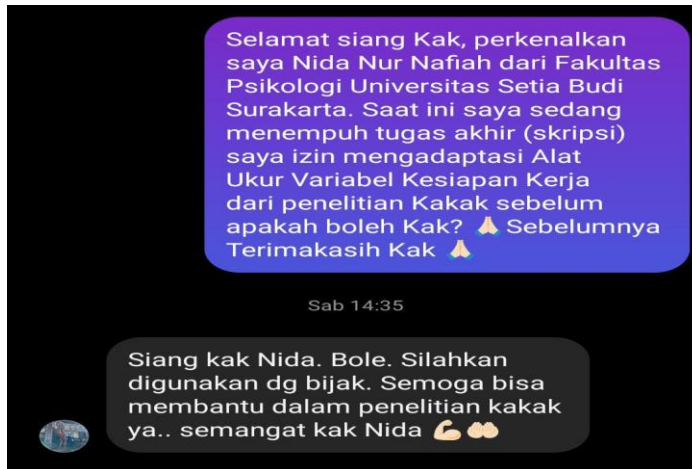 Selamat siang Kak, perkenalkan
saya Nida Nur Nafiah dari Fakultas
Psikologi Universitas Setia Budi
Surakarta. Saat ini saya sedang
menempuh tugas akhir (skripsi)
saya izin mengadaptasi Alat
Ukur Variabel Kesiapan Kerja
dari penelitian Kakak sebelum
apakah boleh Kak? 🙏🏻 Sebelumnya
Terimakasih Kak 🙏🏻
Sab 14:35
Siang kak Nida. Bole. Silahkan
digunakan dg bijak. Semoga bisa
membantu dalam penelitian kakak
ya.. semangat kak Nida 💪🏻🤲🏻